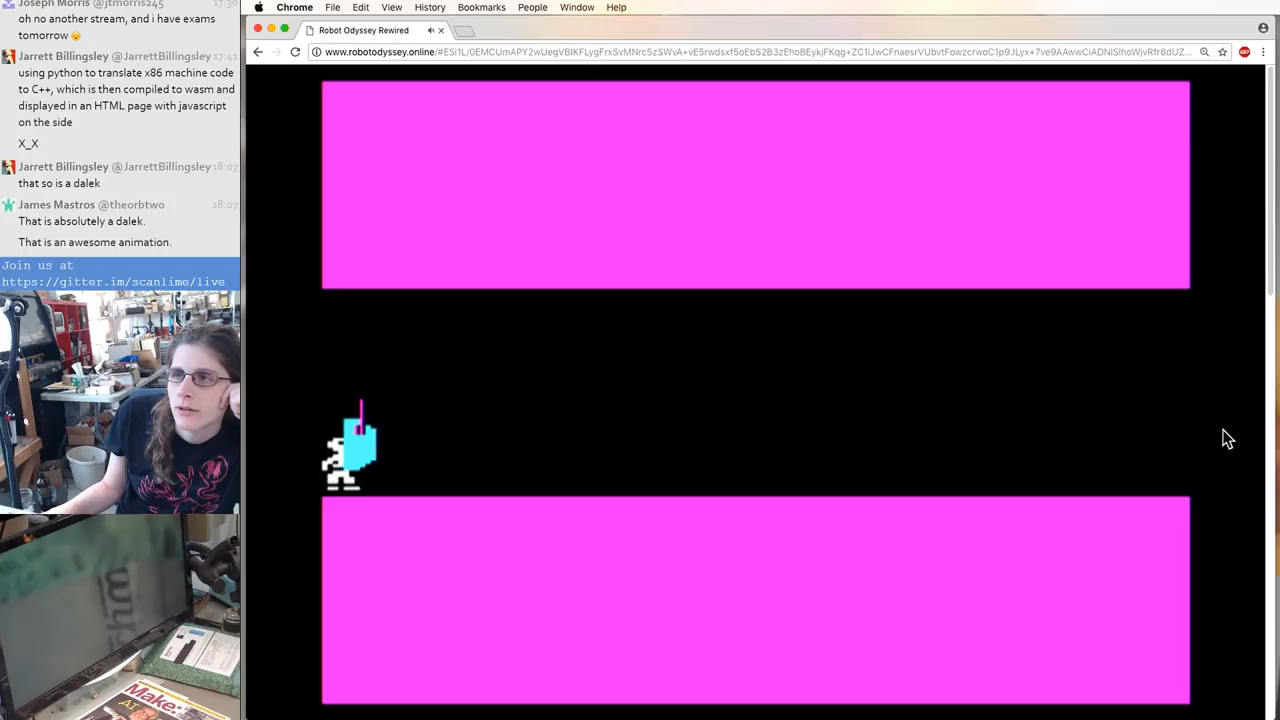 Joseph Morris @jtmorris245 17:30
oh no another stream, and i have exams
tomorrow
Jarrett Billingsley @JarrettBillingsley 17:41
using python to translate x86 machine code
to C++, which is then compiled to wasm and
displayed in an HTML page with javascript
on the side
X_X
Jarrett Billingsley @JarrettBillingsley 18:07
that so is a dalek
James Mastros @theorbtwo 18:07
That is absolutely a dalek.
That is an awesome animation.
Join us at
https://gitter.im/scanlime/live
Chrome File Edit View History Bookmarks People Window Help
Robot Odyssey Rewired
Make: